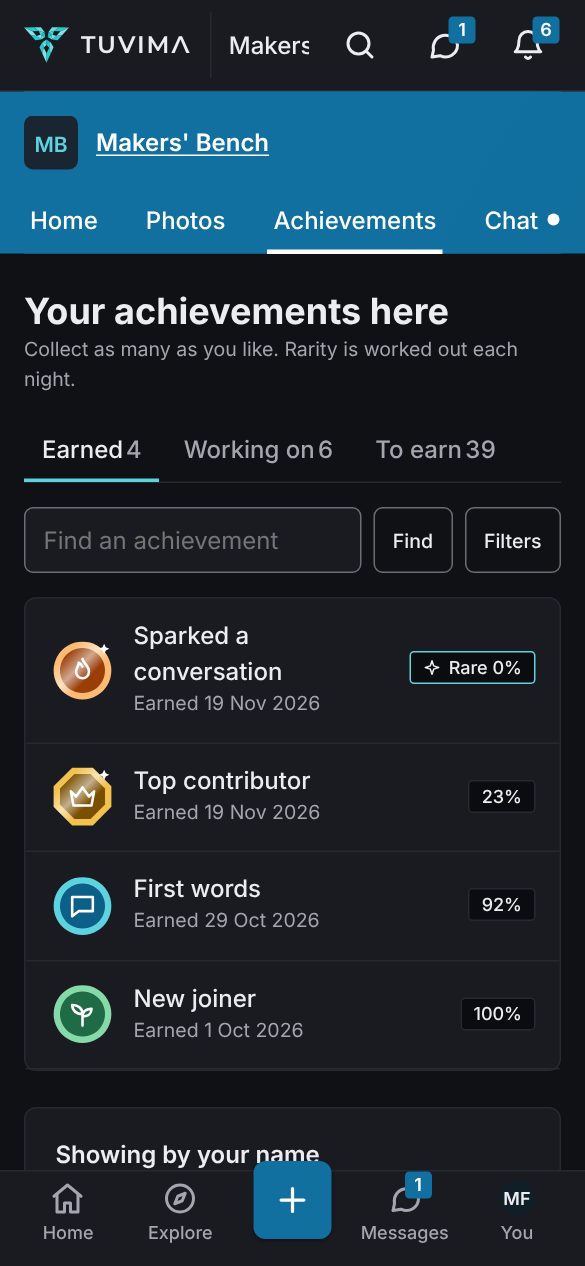 TUVIMA
Makers
1
6
MB
Makers' Bench
Home
Photos
Achievements
Chat
Your achievements here
Collect as many as you like. Rarity is worked out each
night.
Earned 4
Working on 6
To earn 39
Find an achievement
Find
Filters
Sparked a
conversation
Earned 19 Nov 2026
Rare 0%
Top contributor
Earned 19 Nov 2026
23%
First words
Earned 29 Oct 2026
92%
New joiner
Earned 1 Oct 2026
100%
Showing by your name
Home
Explore
1
Messages
MF
You